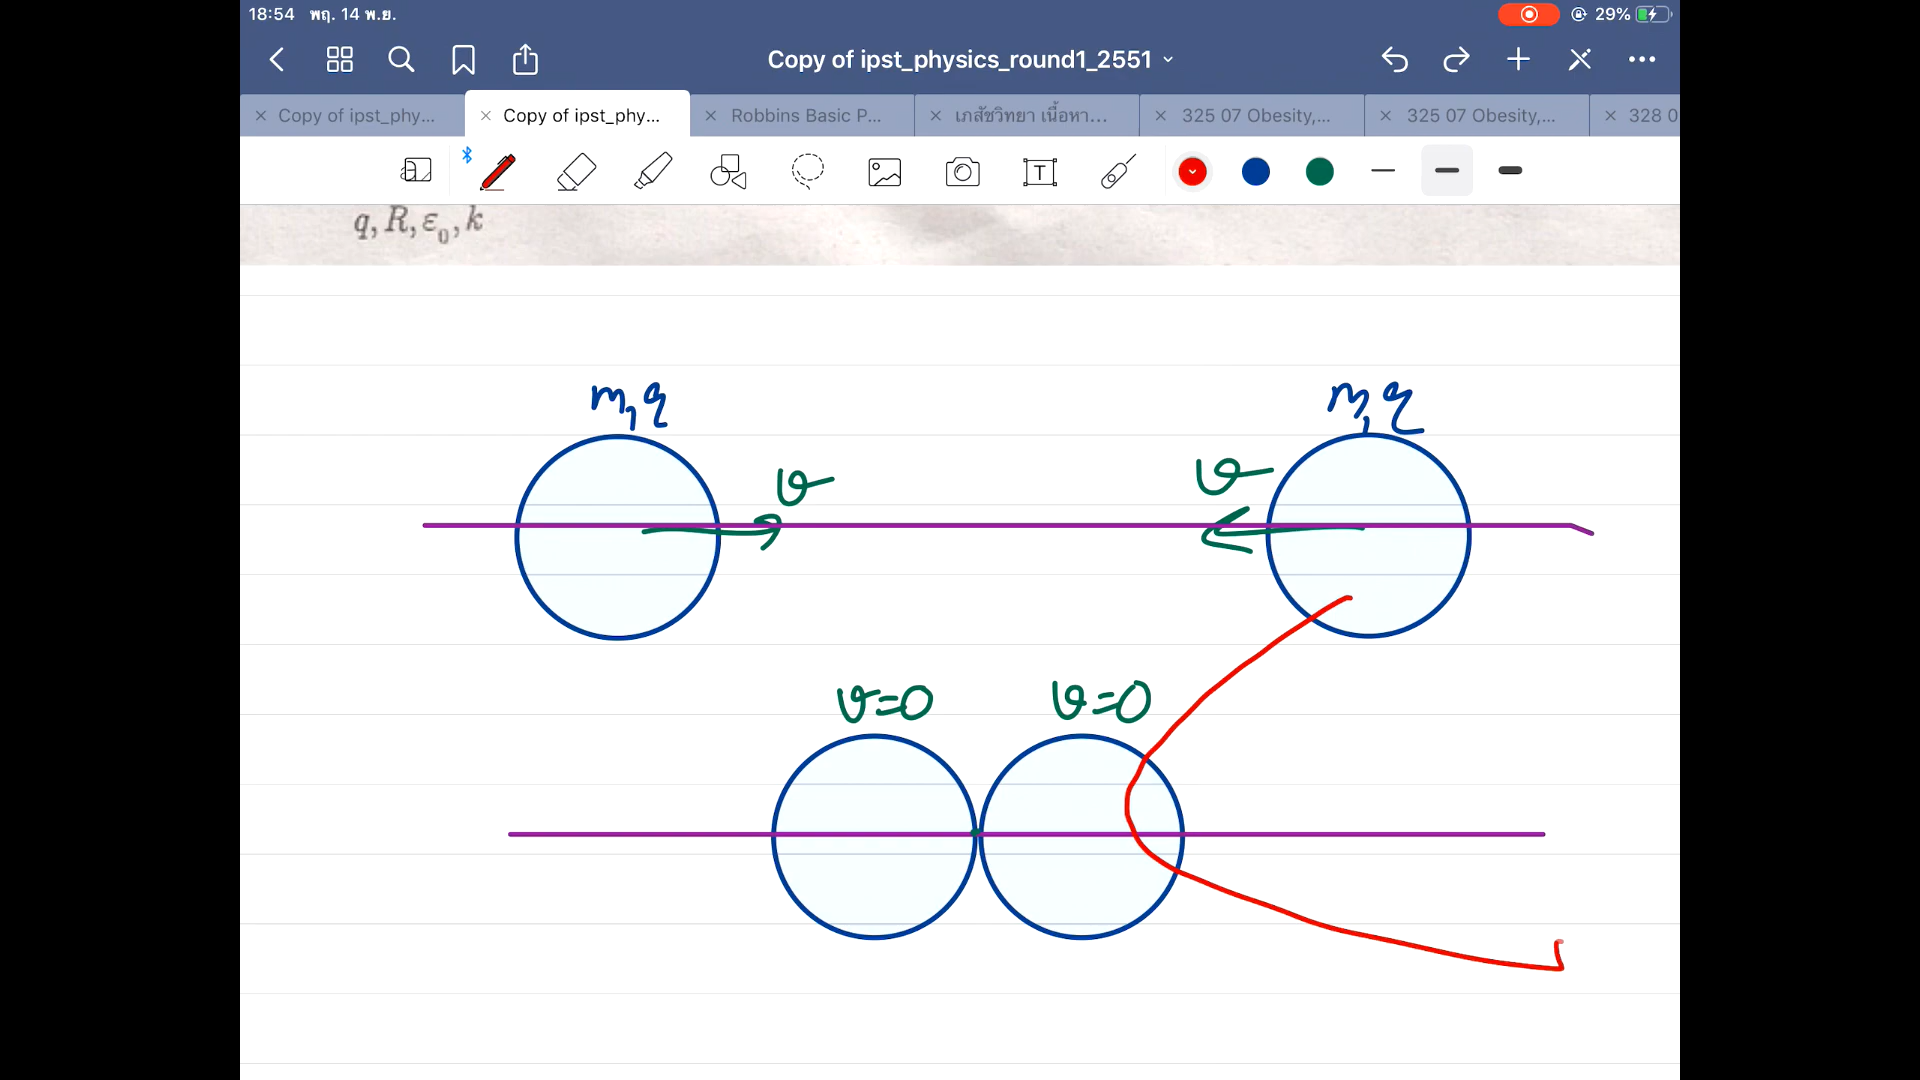 18:54 พฤ. 14 พ.ย. 29%
Copy of ipst_physics_round1_2551
Copy of ipst_phy... Copy of ipst_phy... Robbins Basic P... เภสัชวิทยา เนื้อหา... 325 07 Obesity,... 325 07 Obesity,... 328 0
q, R, ε₀, k
m, q m, q
v v
v=0 v=0